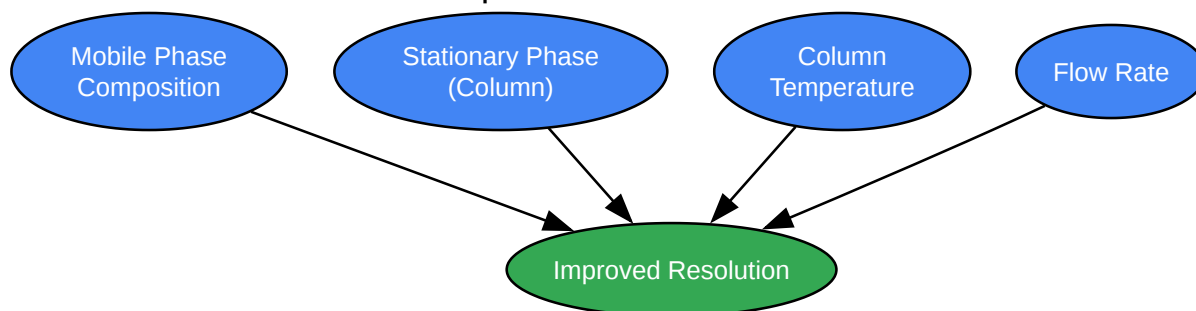 Mobile Phase
Composition
Stationary Phase
(Column)
Column
Temperature
Flow Rate
Improved Resolution